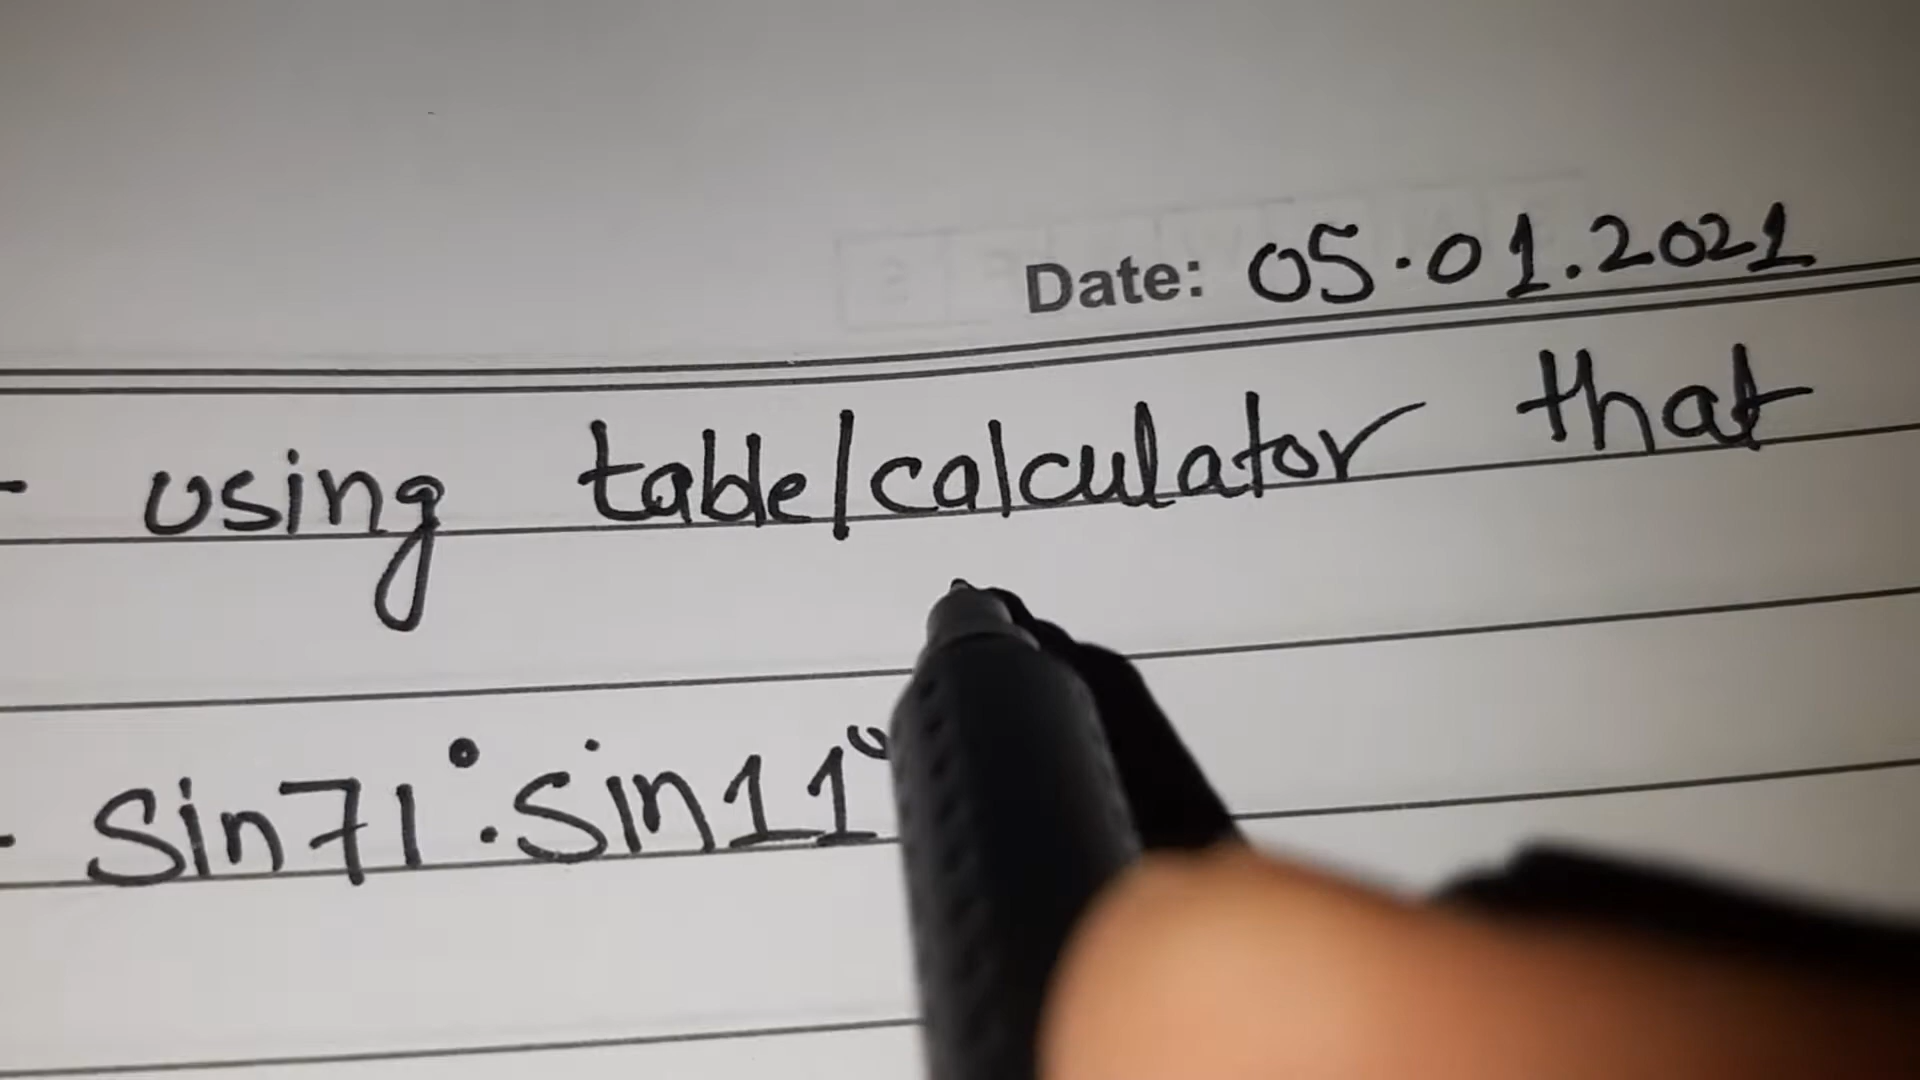 Date: 05.01.2021
- using table/calculator that
- Sin71°.Sin11°